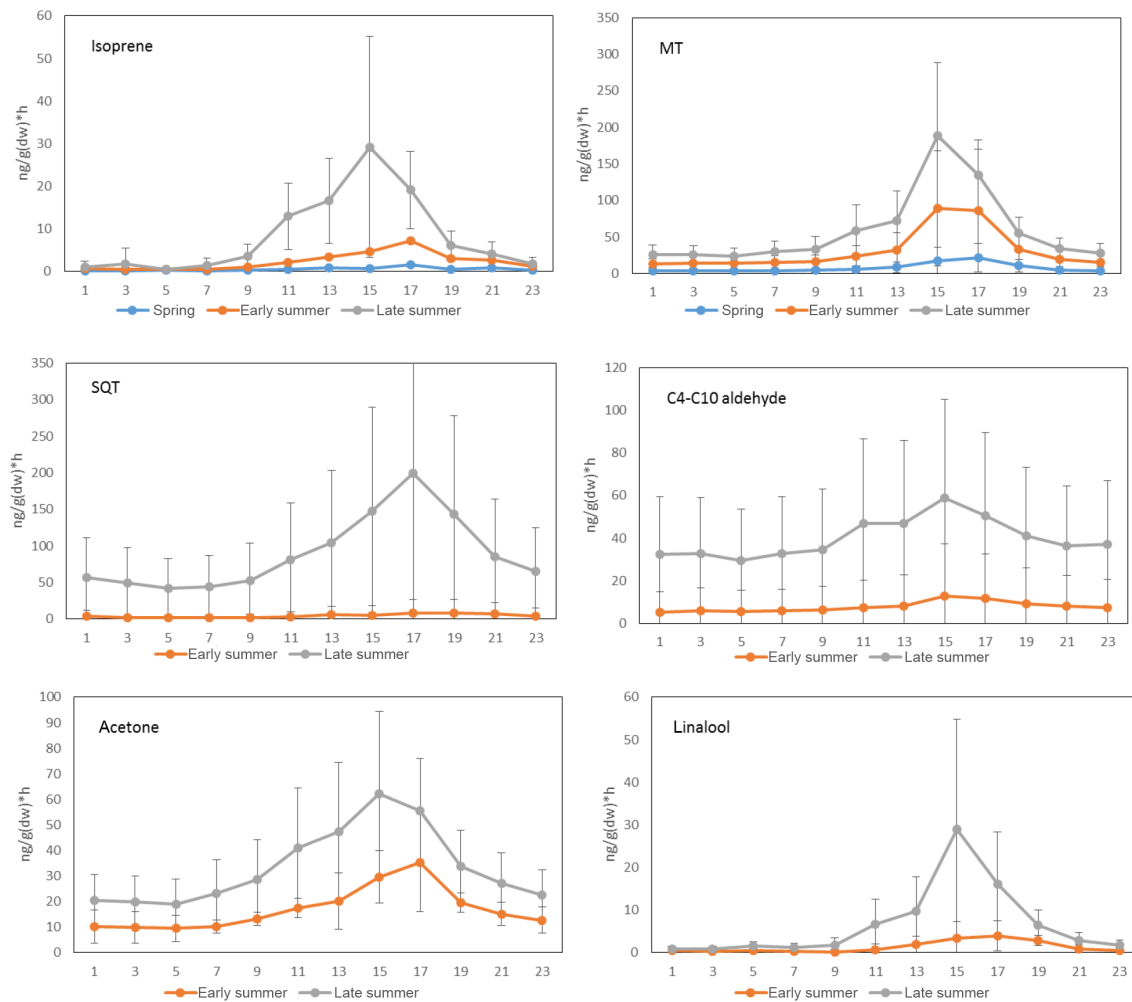 Isoprene
ng/g(dw)*h
60
50
40
30
20
10
0
1 3 5 7 9 11 13 15 17 19 21 23
Spring Early summer Late summer
MT
ng/g(dw)*h
350
300
250
200
150
100
50
0
1 3 5 7 9 11 13 15 17 19 21 23
Spring Early summer Late summer
SQT
ng/g(dw)*h
350
300
250
200
150
100
50
0
1 3 5 7 9 11 13 15 17 19 21 23
Early summer Late summer
C4-C10 aldehyde
ng/g(dw)*h
120
100
80
60
40
20
0
1 3 5 7 9 11 13 15 17 19 21 23
Early summer Late summer
Acetone
ng/g(dw)*h
100
90
80
70
60
50
40
30
20
10
0
1 3 5 7 9 11 13 15 17 19 21 23
Early summer Late summer
Linalool
ng/g(dw)*h
60
50
40
30
20
10
0
1 3 5 7 9 11 13 15 17 19 21 23
Early summer Late summer